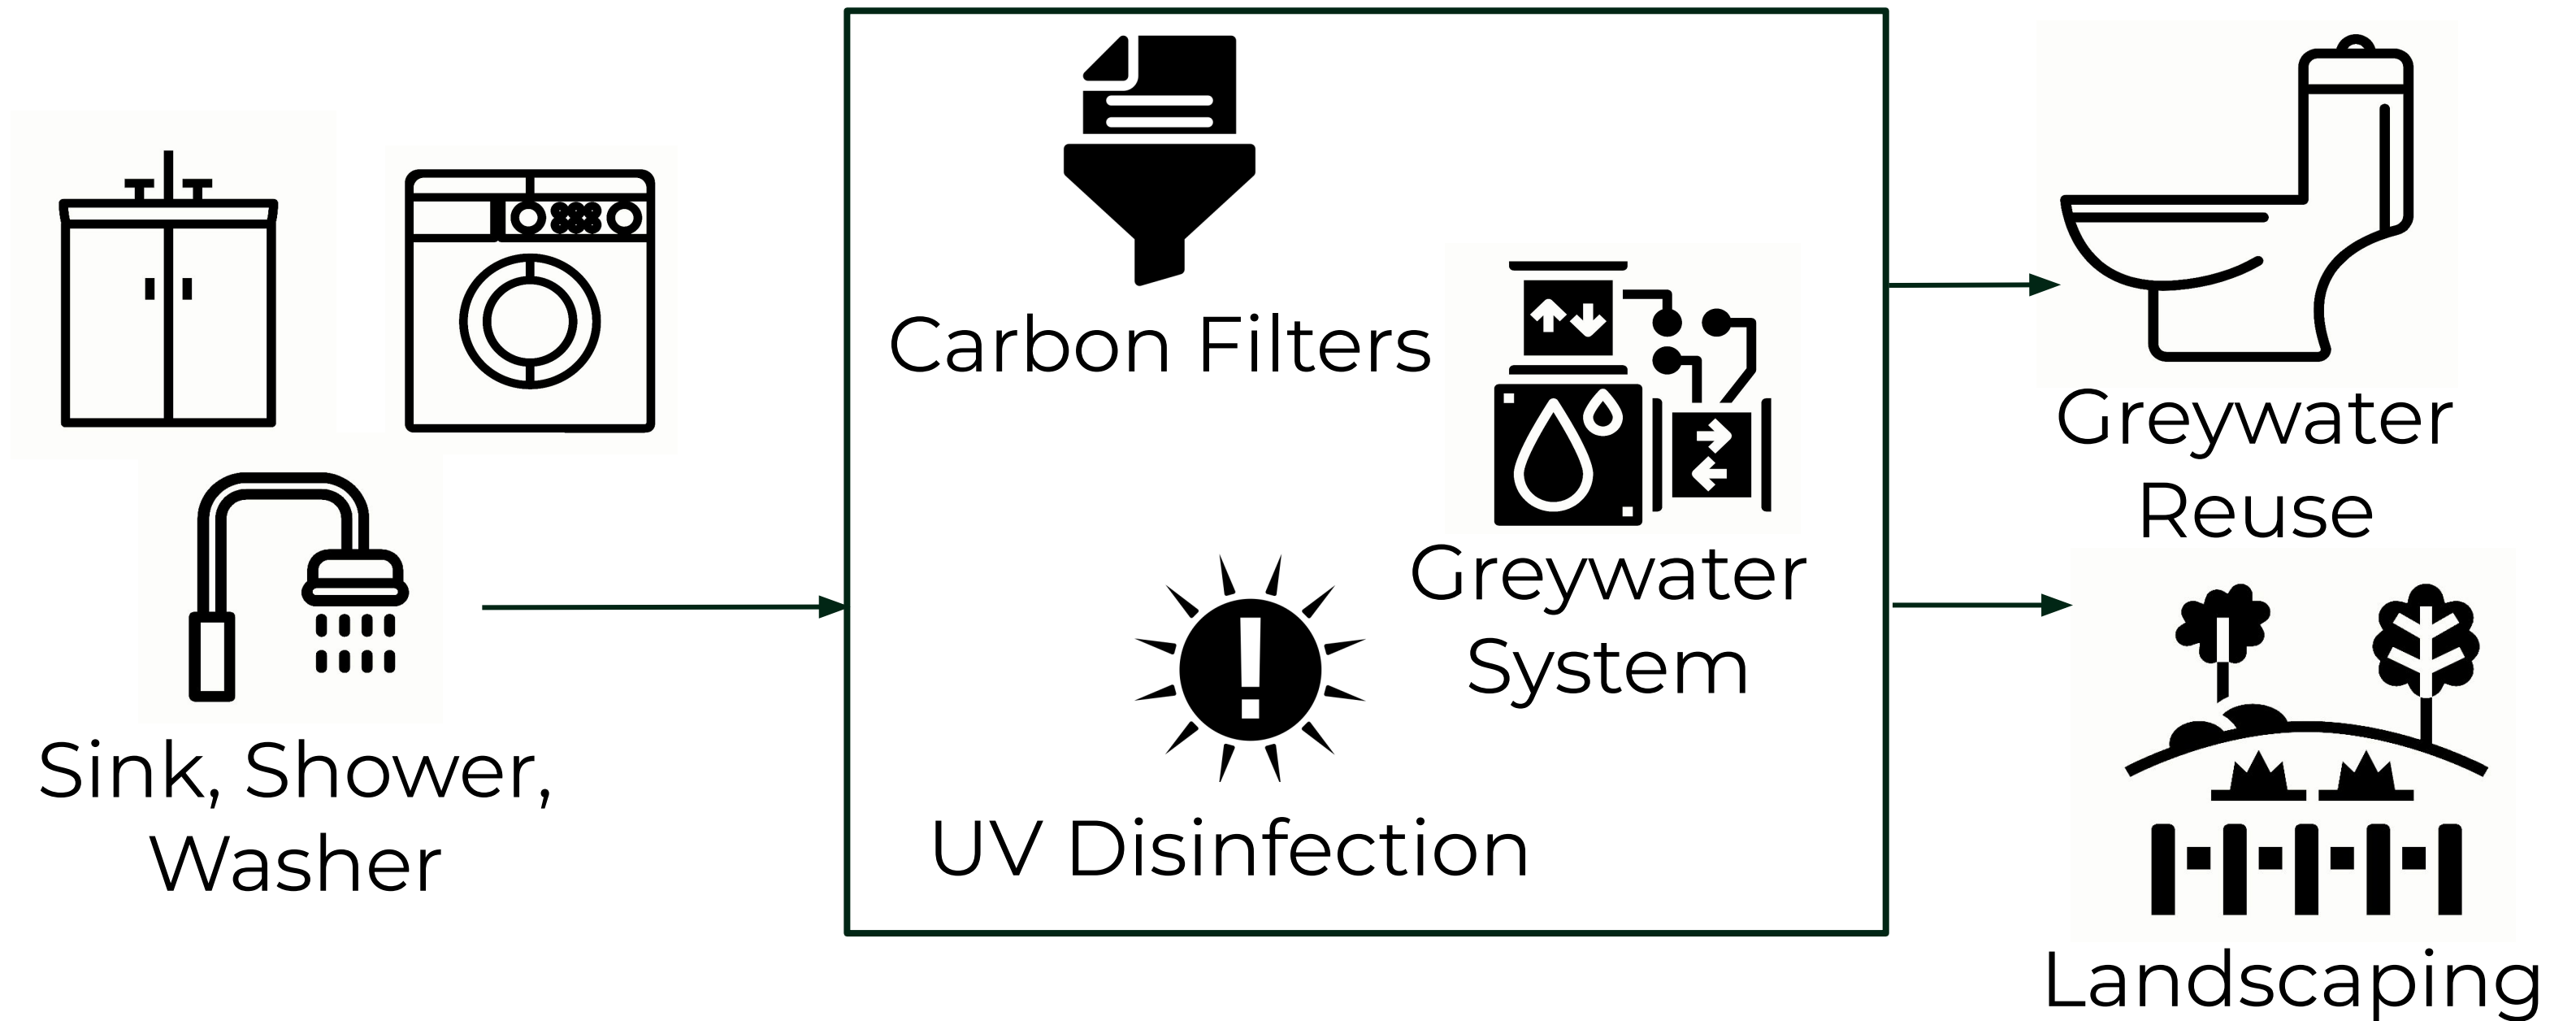 Sink, Shower,
Washer
Carbon Filters
Greywater
System
UV Disinfection
Greywater
Reuse
Landscaping